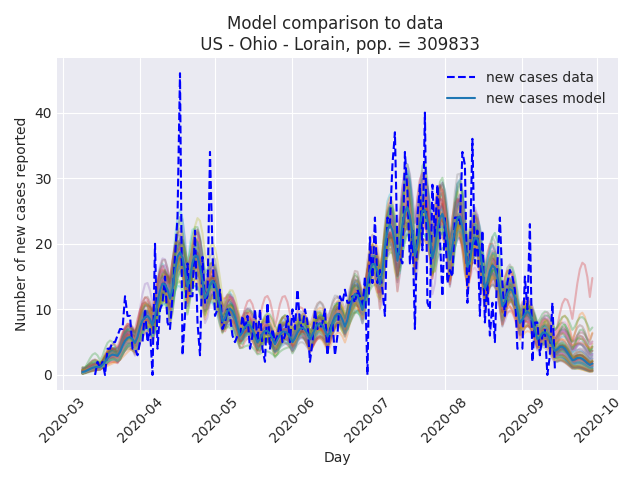 Model comparison to data
US - Ohio - Lorain, pop. = 309833
new cases data
new cases model
Number of new cases reported
40
30
20
10
0
2020-03
2020-04
2020-05
2020-06
2020-07
2020-08
2020-09
2020-10
Day